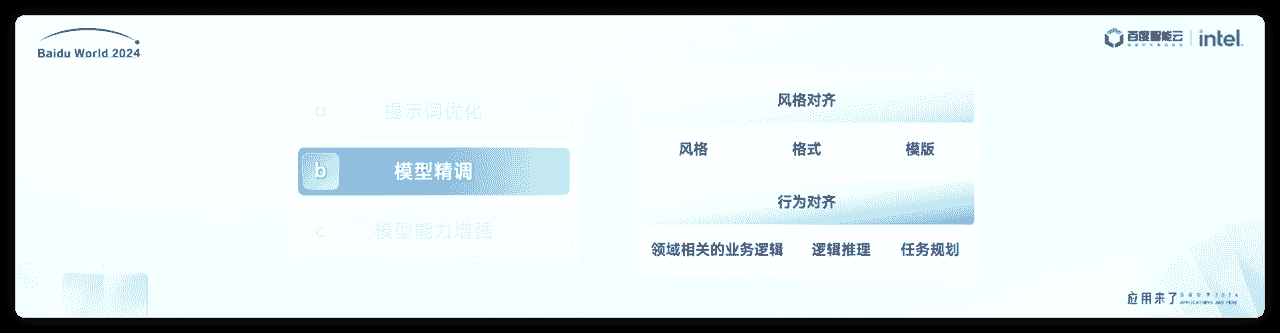 Baidu World 2024
百度智能云 | intel.
a 提示词优化
b 模型精调
c 模型能力增强
风格对齐
风格 格式 模版
行为对齐
领域相关的业务逻辑 逻辑推理 任务规划
应用来了
APPLICATIONS ARE HERE